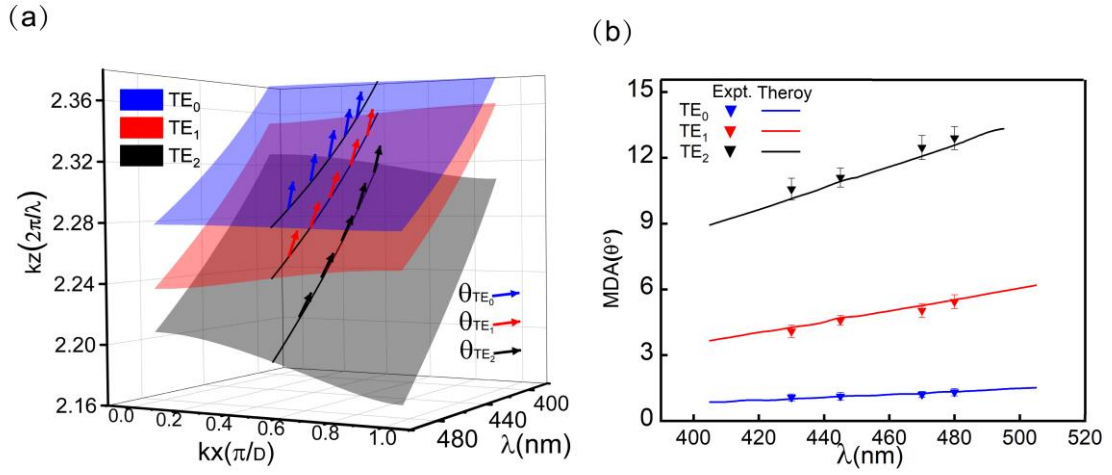 (a)
TE0
TE1
TE2
2.36
2.32
2.28
2.24
2.20
2.16
kz(2π/λ)
θTE0
θTE1
θTE2
0.0 0.2 0.4 0.6 0.8 1.0
kx(π/D)
480 440 400
λ(nm)
(b)
Expt. Theroy
TE0
TE1
TE2
15
12
9
6
3
0
MDA(θ°)
400 420 440 460 480 500 520
λ(nm)